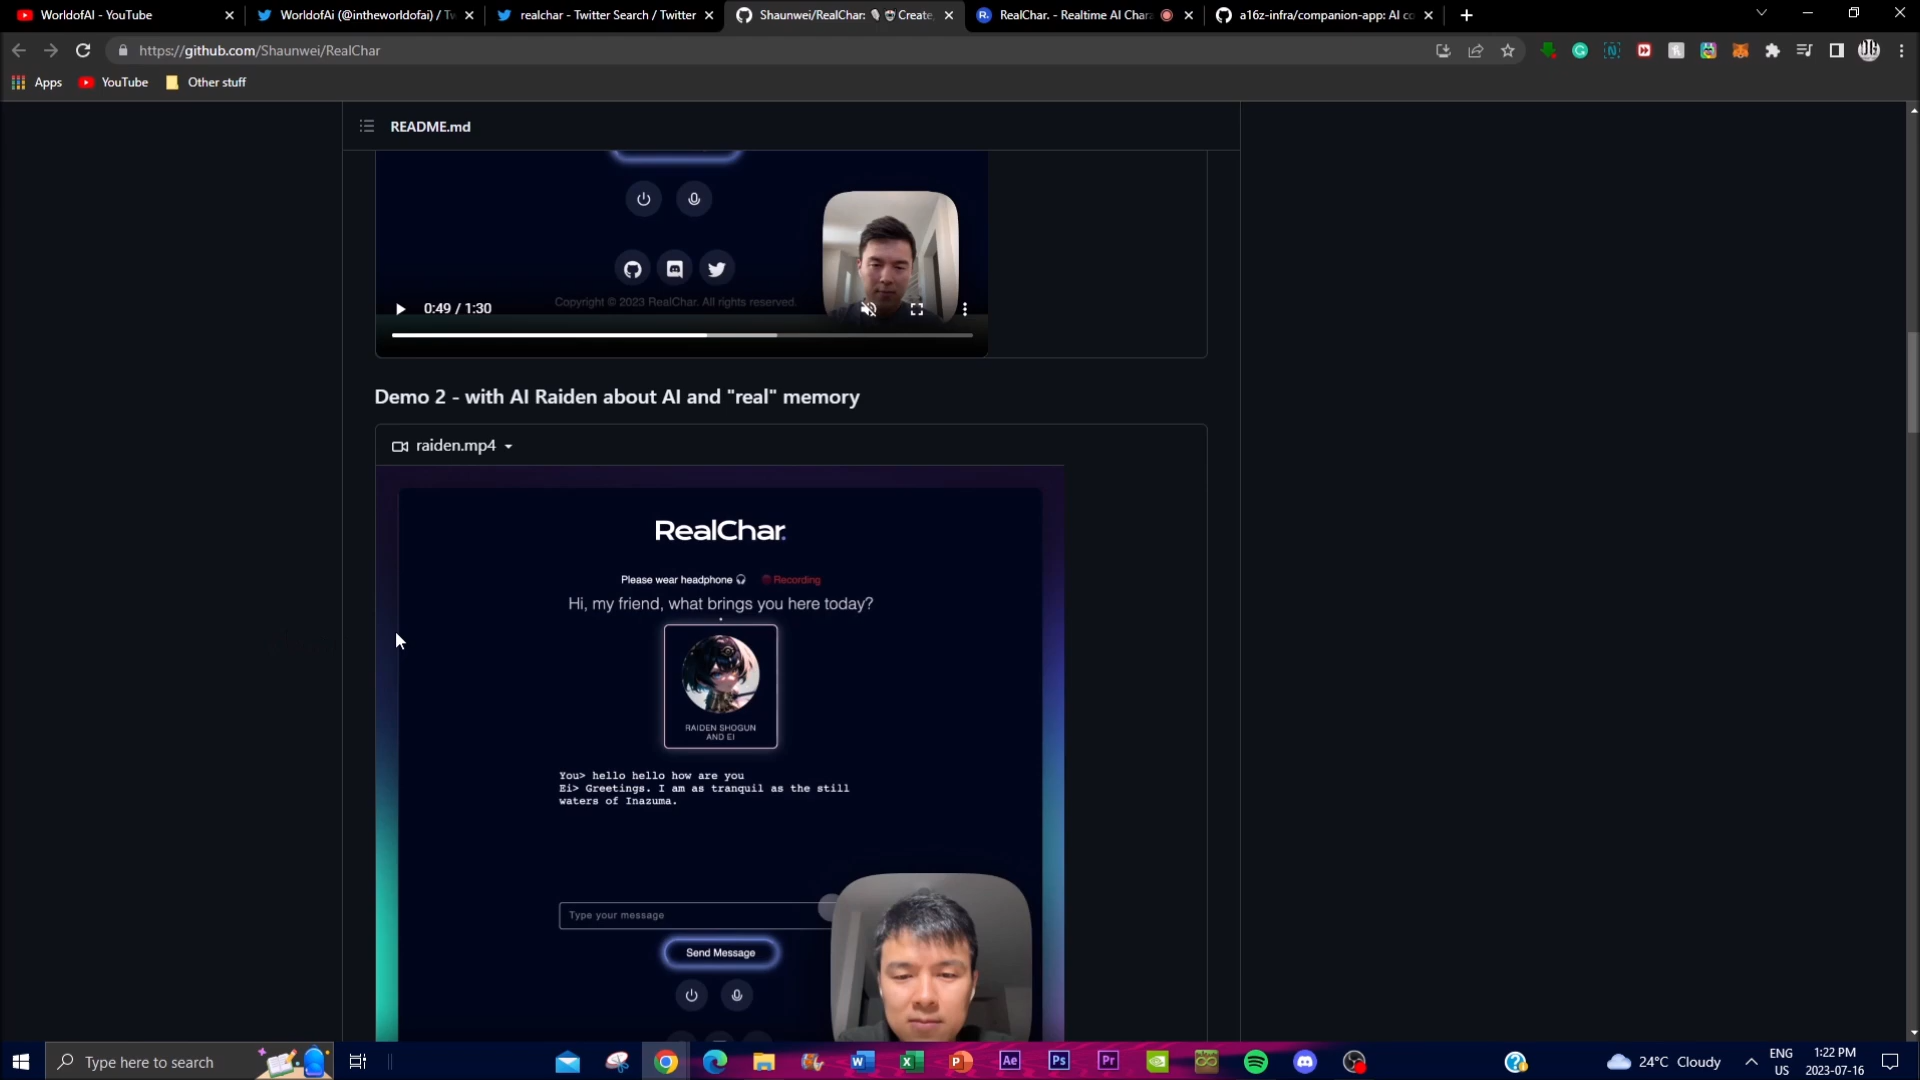 WorldofAI - YouTube
WorldofAi (@intheworldofai) / Tw
realchar - Twitter Search / Twitter
Shaunwei/RealChar: Create,
RealChar. - Realtime AI Chara
a16z-infra/companion-app: AI co
https://github.com/Shaunwei/RealChar
Apps
YouTube
Other stuff
README.md
0:49 / 1:30
Copyright © 2023 RealChar. All rights reserved.
Demo 2 - with AI Raiden about AI and "real" memory
raiden.mp4
RealChar.
Please wear headphone
Recording
Hi, my friend, what brings you here today?
RAIDEN SHOGUN
AND EI
You> hello hello how are you
Ei> Greetings. I am as tranquil as the still
waters of Inazuma.
Type your message
Send Message
Type here to search
24°C Cloudy
ENG
US
1:22 PM
2023-07-16